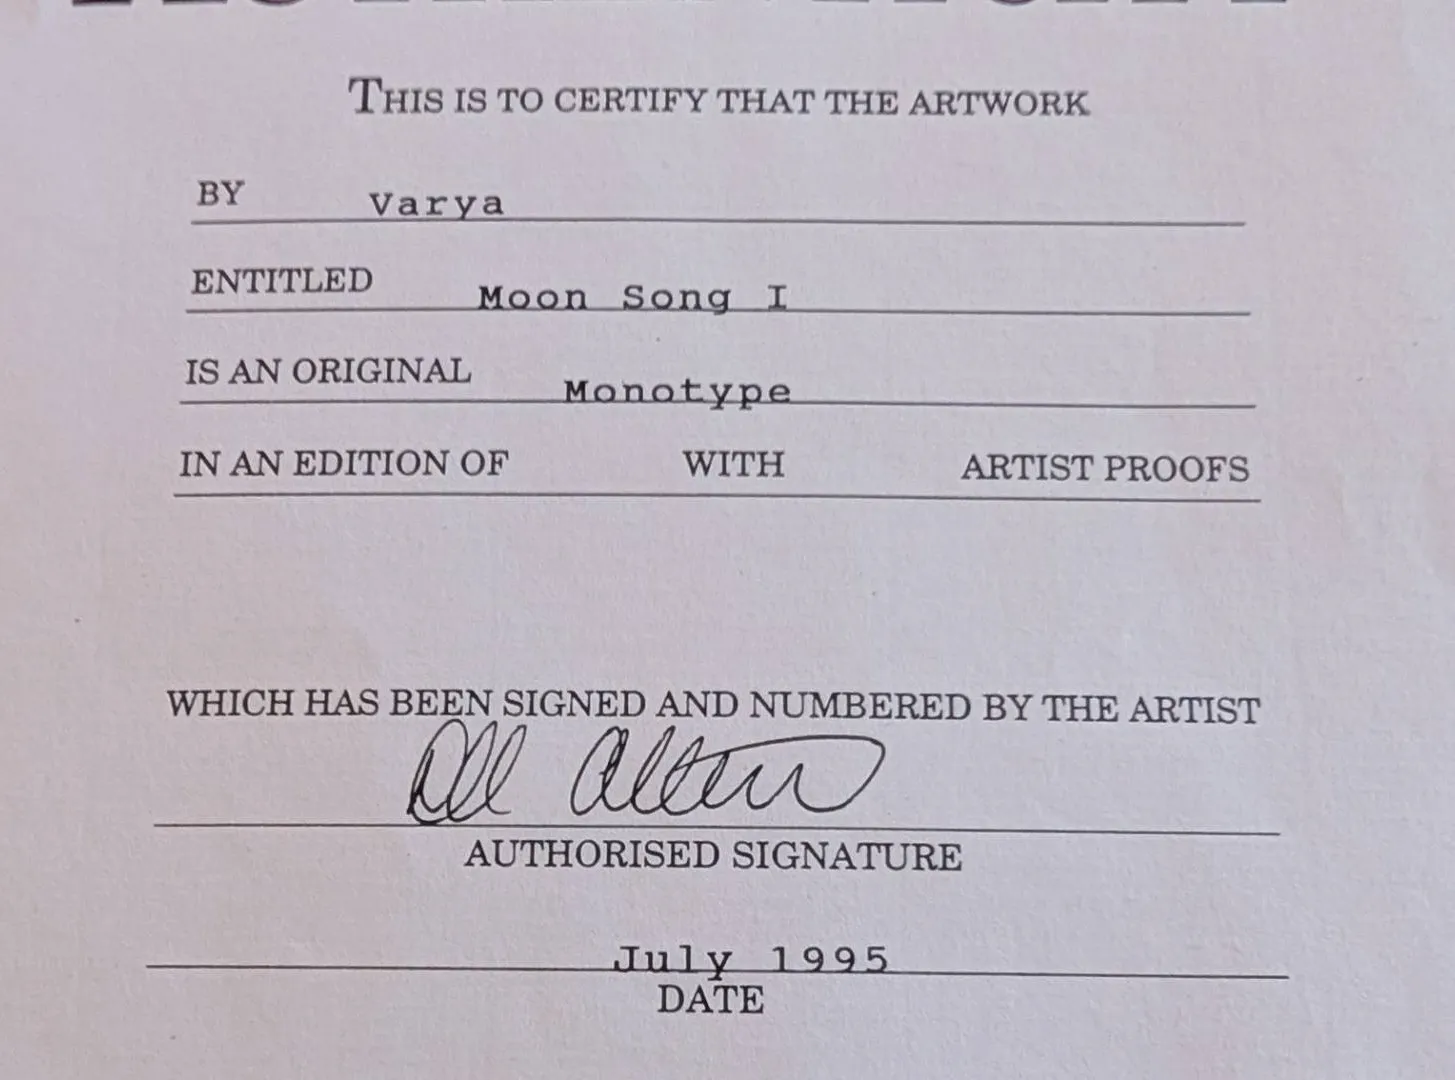 THIS IS TO CERTIFY THAT THE ARTWORK
BY Varya
ENTITLED Moon Song I
IS AN ORIGINAL Monotype
IN AN EDITION OF WITH ARTIST PROOFS
WHICH HAS BEEN SIGNED AND NUMBERED BY THE ARTIST
AUTHORISED SIGNATURE
July 1995
DATE